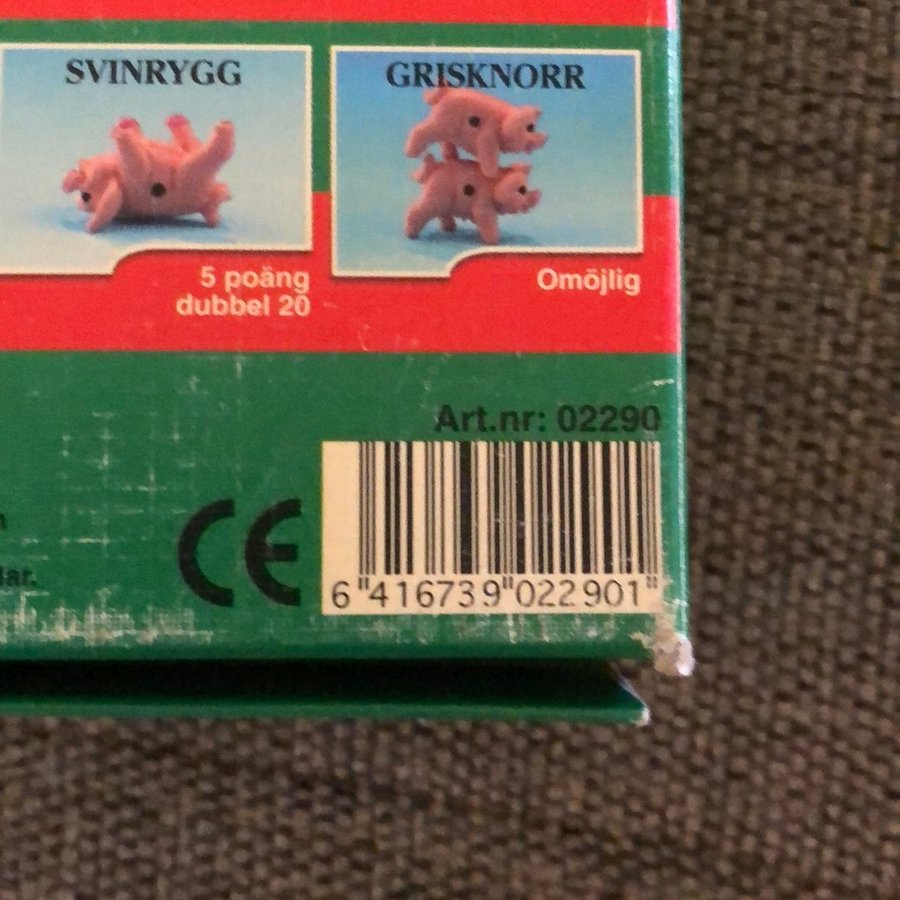 SVINRYGG
GRISKNORR
5 poäng
dubbel 20
Omöjlig
Art.nr: 02290
CE
6 416739 022901